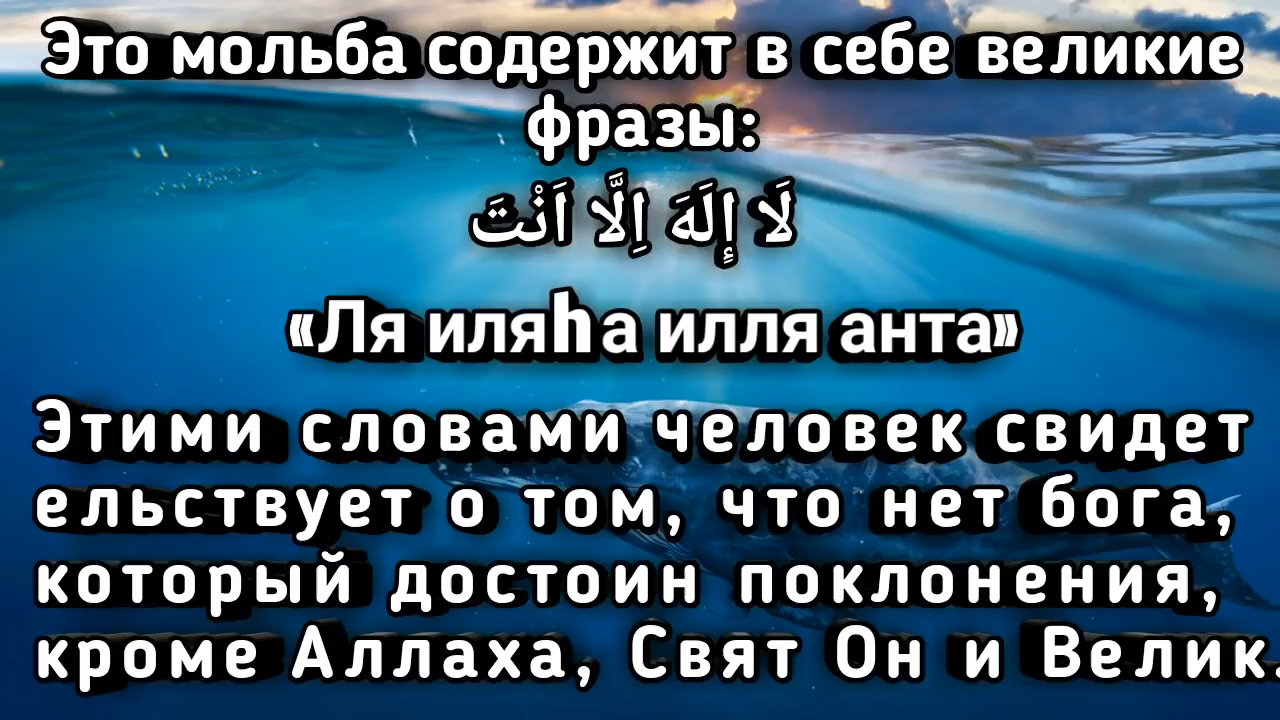 Это мольба содержит в себе великие
фразы:
لَا إِلَهَ اِلَّا اَنْتَ
«Ля иляhа илля анта»
Этими словами человек свидет
ельствует о том, что нет бога,
который достоин поклонения,
кроме Аллаха, Свят Он и Велик.